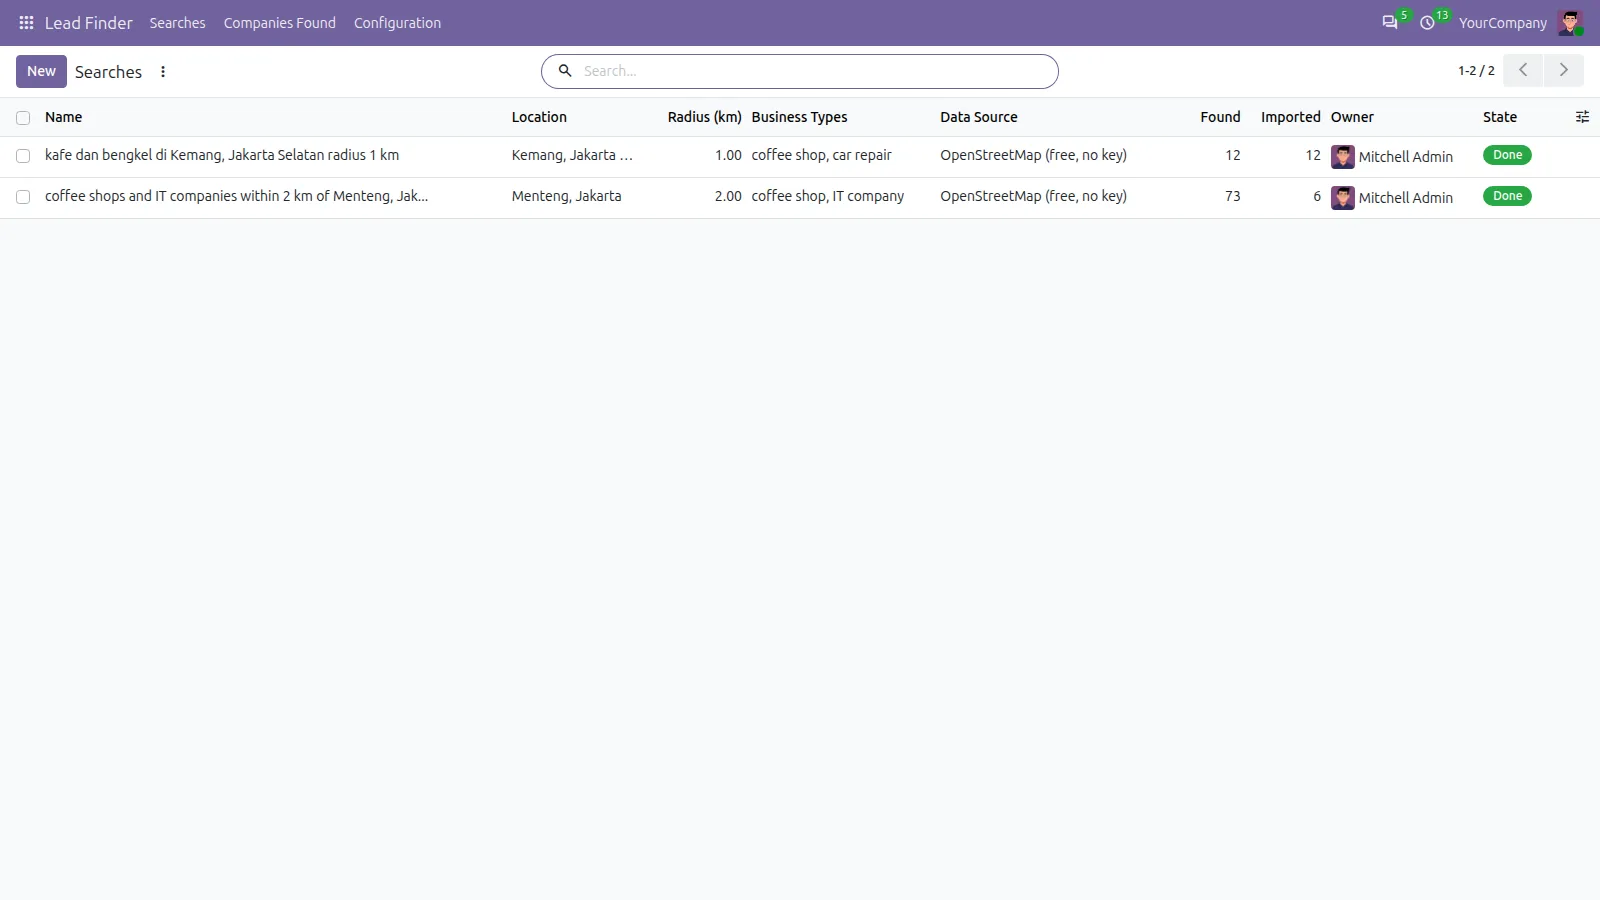 Lead Finder Searches Companies Found Configuration 5 13 YourCompany
New Searches Search... 1-2 / 2
Name Location Radius (km) Business Types Data Source Found Imported Owner State
kafe dan bengkel di Kemang, Jakarta Selatan radius 1 km Kemang, Jakarta ... 1.00 coffee shop, car repair OpenStreetMap (free, no key) 12 12 Mitchell Admin Done
coffee shops and IT companies within 2 km of Menteng, Jak... Menteng, Jakarta 2.00 coffee shop, IT company OpenStreetMap (free, no key) 73 6 Mitchell Admin Done